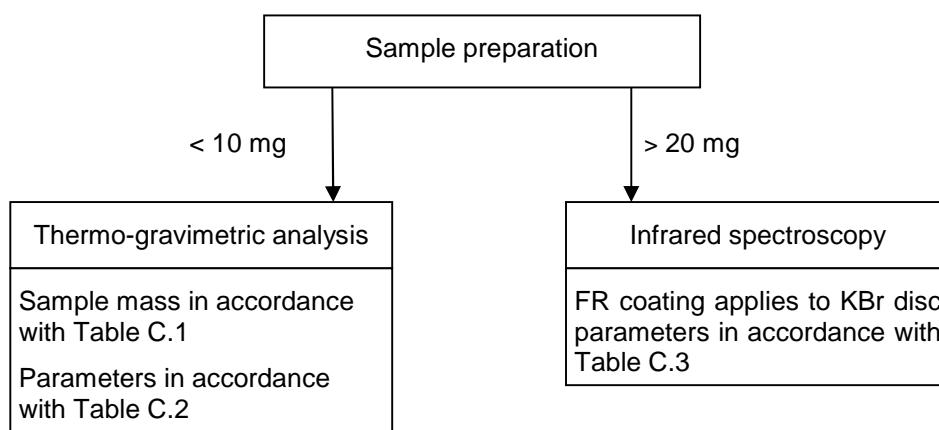 Sample preparation
< 10 mg
> 20 mg
Thermo-gravimetric analysis
Sample mass in accordance
with Table C.1
Parameters in accordance
with Table C.2
Infrared spectroscopy
FR coating applies to KBr disc
parameters in accordance with
Table C.3